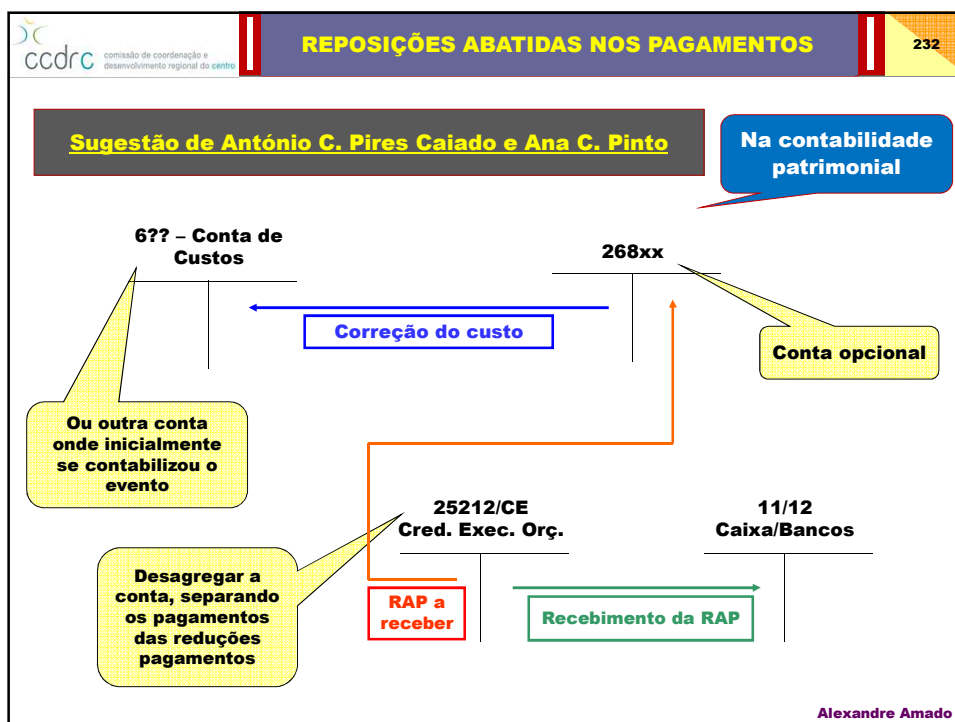 ccdrc
comissão de coordenação e
desenvolvimento regional do centro
REPOSIÇÕES ABATIDAS NOS PAGAMENTOS
232
Sugestão de António C. Pires Caiado e Ana C. Pinto
Na contabilidade
patrimonial
6?? – Conta de
Custos
268xx
Correção do custo
Conta opcional
Ou outra conta
onde inicialmente
se contabilizou o
evento
25212/CE
Cred. Exec. Orç.
11/12
Caixa/Bancos
Desagregar a
conta, separando
os pagamentos
das reduções
pagamentos
RAP a
receber
Recebimento da RAP
Alexandre Amado